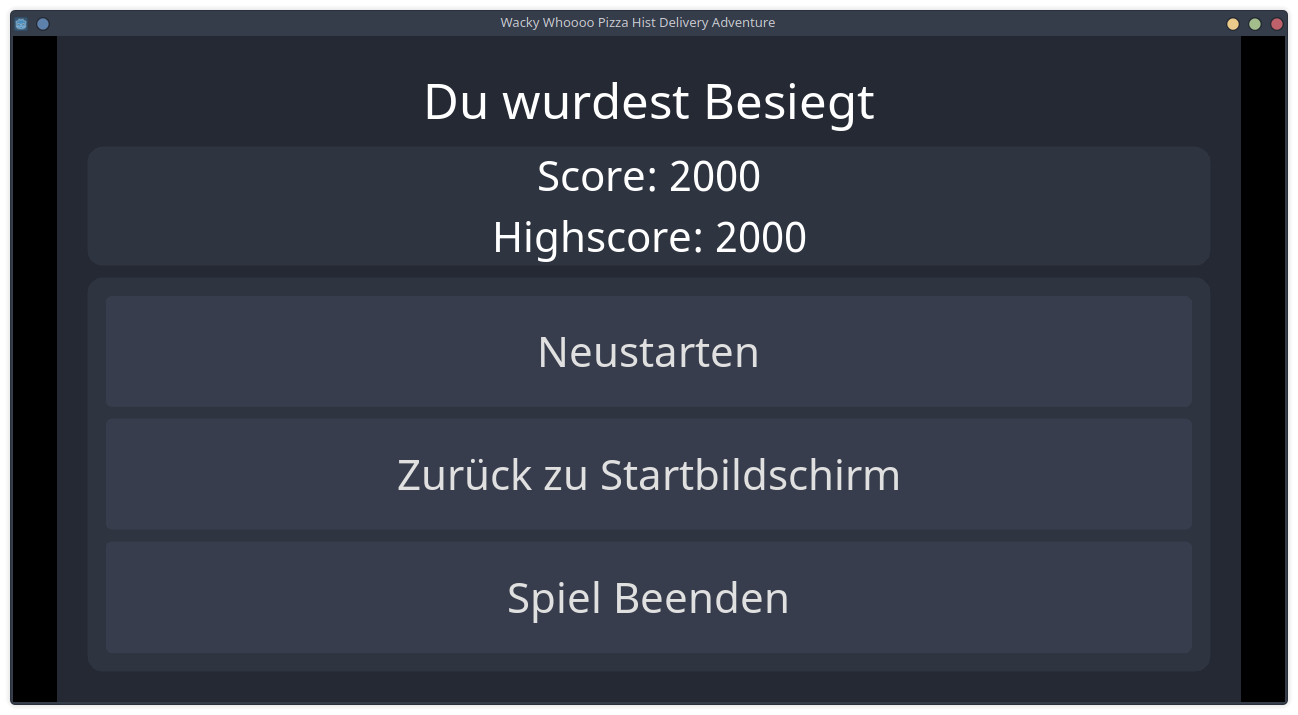 Wacky Whoooo Pizza Hist Delivery Adventure
Du wurdest Besiegt
Score: 2000
Highscore: 2000
Neustarten
Zurück zu Startbildschirm
Spiel Beenden